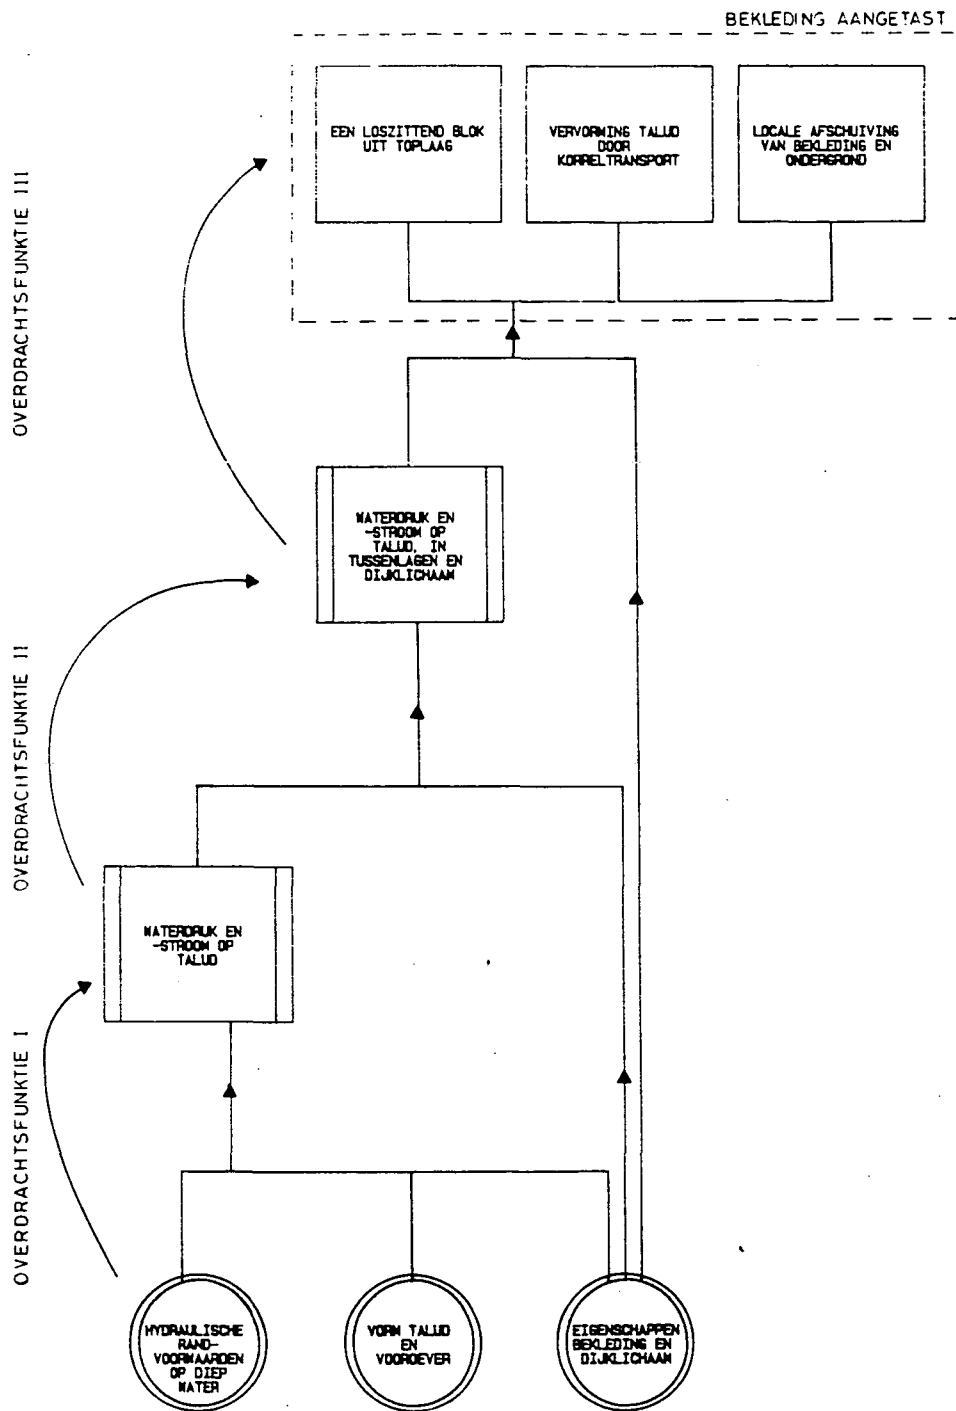 BEKLEDING AANGETAST
EEN LOSZITTEND BLOK
UIT TOPLAAG
VERVORMING TALUD
DOOR
KORRELTRANSPORT
LOCALE AFSCHUIVING
VAN BEKLEDING EN
ONDERGROND
OVERDRACHTSFUNKTIE III
WATERDRUK EN
-STROOM OP
TALUD, IN
TUSSENLAGEN EN
DIJKLICHAAM
OVERDRACHTSFUNKTIE II
WATERDRUK EN
-STROOM OP
TALUD
OVERDRACHTSFUNKTIE I
HYDRAULISCHE
RAND-
VOORWAARDEN
OP DIEP
WATER
VORM TALUD
EN
VOOROEVER
EIGENSCHAPPEN
BEKLEDING EN
DIJKLICHAAM